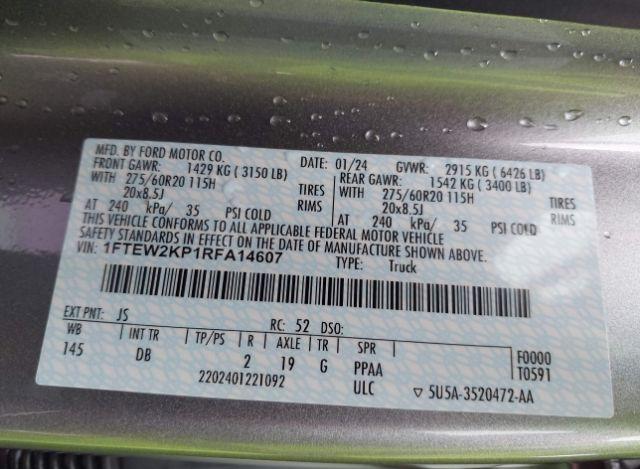 MFD. BY FORD MOTOR CO.
DATE: 01/24 GVWR: 2915 KG ( 6426 LB)
FRONT GAWR: 1429 KG ( 3150 LB) REAR GAWR: 1542 KG ( 3400 LB)
WITH 275/60R20 115H TIRES WITH 275/60R20 115H TIRES
20x8.5J RIMS 20x8.5J RIMS
AT 240 kPa/ 35 PSI COLD AT 240 kPa/ 35 PSI COLD
THIS VEHICLE CONFORMS TO ALL APPLICABLE FEDERAL MOTOR VEHICLE
SAFETY STANDARDS IN EFFECT ON THE DATE OF MANUFACTURE SHOWN ABOVE.
VIN: 1FTEW2KP1RFA14607
TYPE: Truck
EXT PNT: JS RC: 52 DSO:
WB INT TR TP/PS R AXLE TR SPR
145 DB 2 19 G PPAA F0000
ULC T0591
2202401221092 ▽ 5U5A-3520472-AA